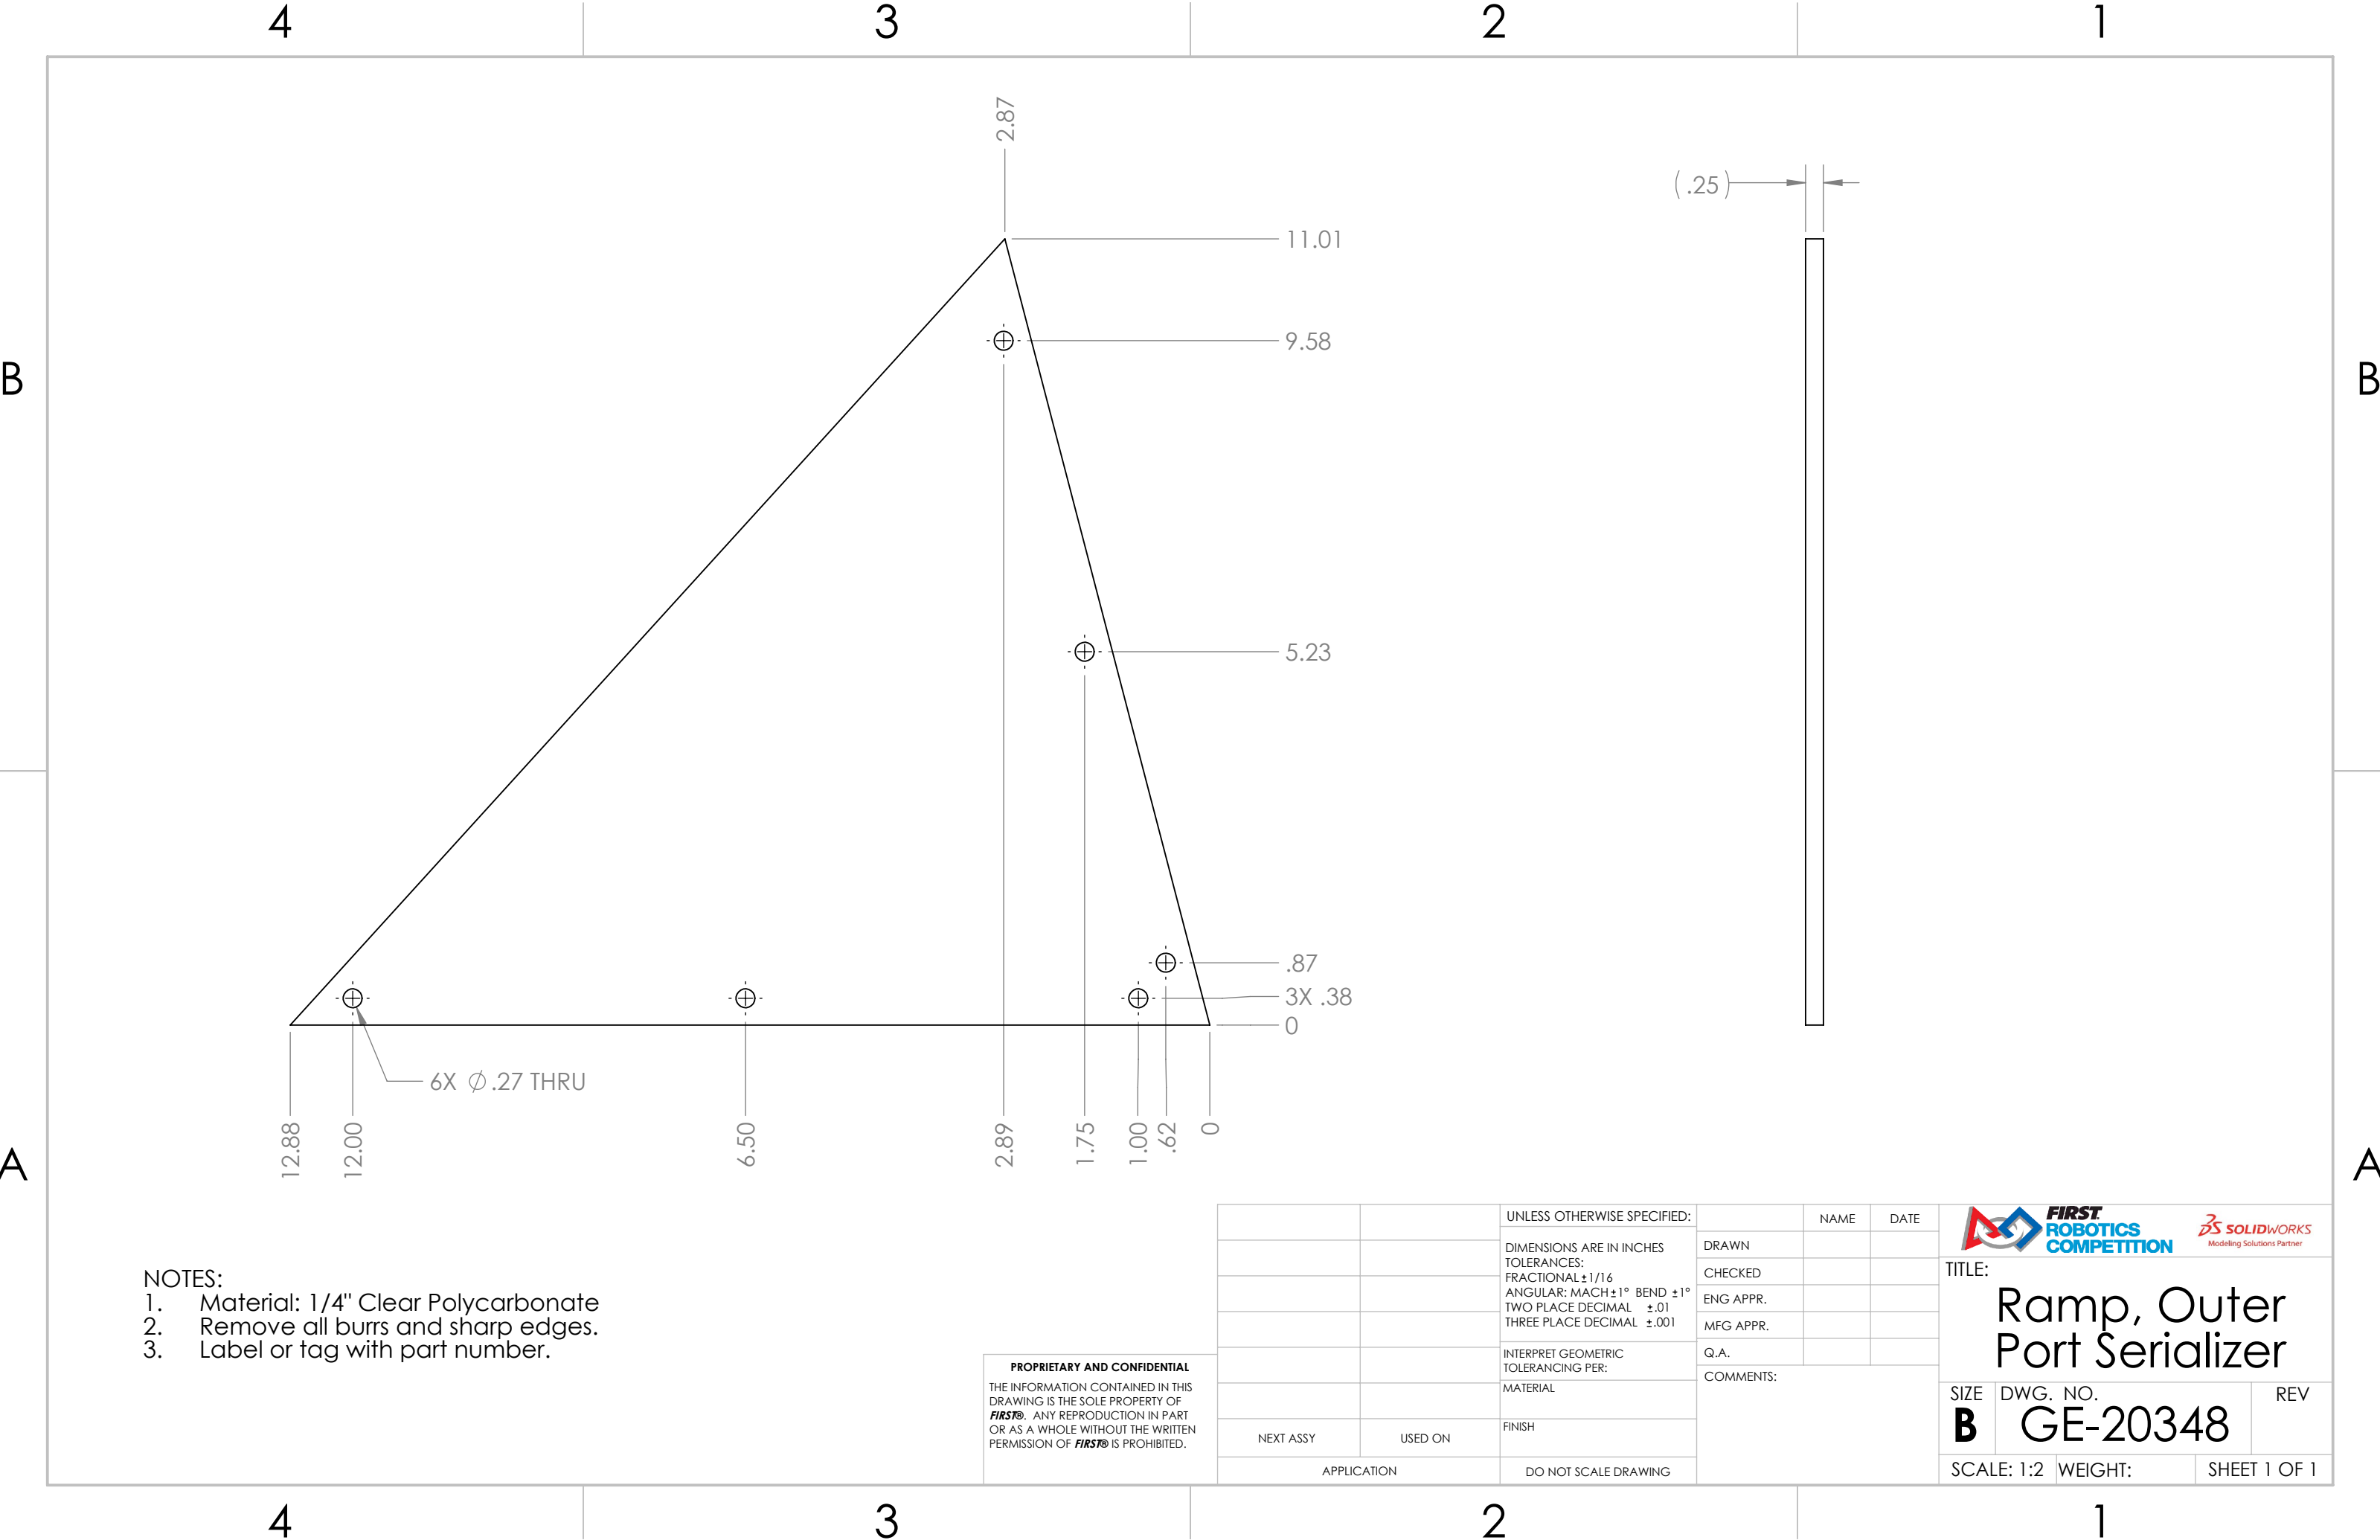 4 3 2 1
2.87
(.25)
11.01
9.58
B B
5.23
.87
3X .38
0
6X ∅.27 THRU
12.88 12.00 6.50 2.89 1.75 1.00 .62 0
A A
NOTES:
1. Material: 1/4" Clear Polycarbonate
2. Remove all burrs and sharp edges.
3. Label or tag with part number.
PROPRIETARY AND CONFIDENTIAL
THE INFORMATION CONTAINED IN THIS
DRAWING IS THE SOLE PROPERTY OF
FIRST®. ANY REPRODUCTION IN PART
OR AS A WHOLE WITHOUT THE WRITTEN
PERMISSION OF FIRST® IS PROHIBITED.
NEXT ASSY USED ON
APPLICATION
UNLESS OTHERWISE SPECIFIED:
DIMENSIONS ARE IN INCHES
TOLERANCES:
FRACTIONAL ±1/16
ANGULAR: MACH ±1° BEND ±1°
TWO PLACE DECIMAL ±.01
THREE PLACE DECIMAL ±.001
INTERPRET GEOMETRIC
TOLERANCING PER:
MATERIAL
FINISH
DO NOT SCALE DRAWING
NAME DATE
DRAWN
CHECKED
ENG APPR.
MFG APPR.
Q.A.
COMMENTS:
FIRST®
ROBOTICS
COMPETITION
SOLIDWORKS
Modeling Solutions Partner
TITLE:
Ramp, Outer
Port Serializer
SIZE DWG. NO. REV
B GE-20348
SCALE: 1:2 WEIGHT: SHEET 1 OF 1
4 3 2 1